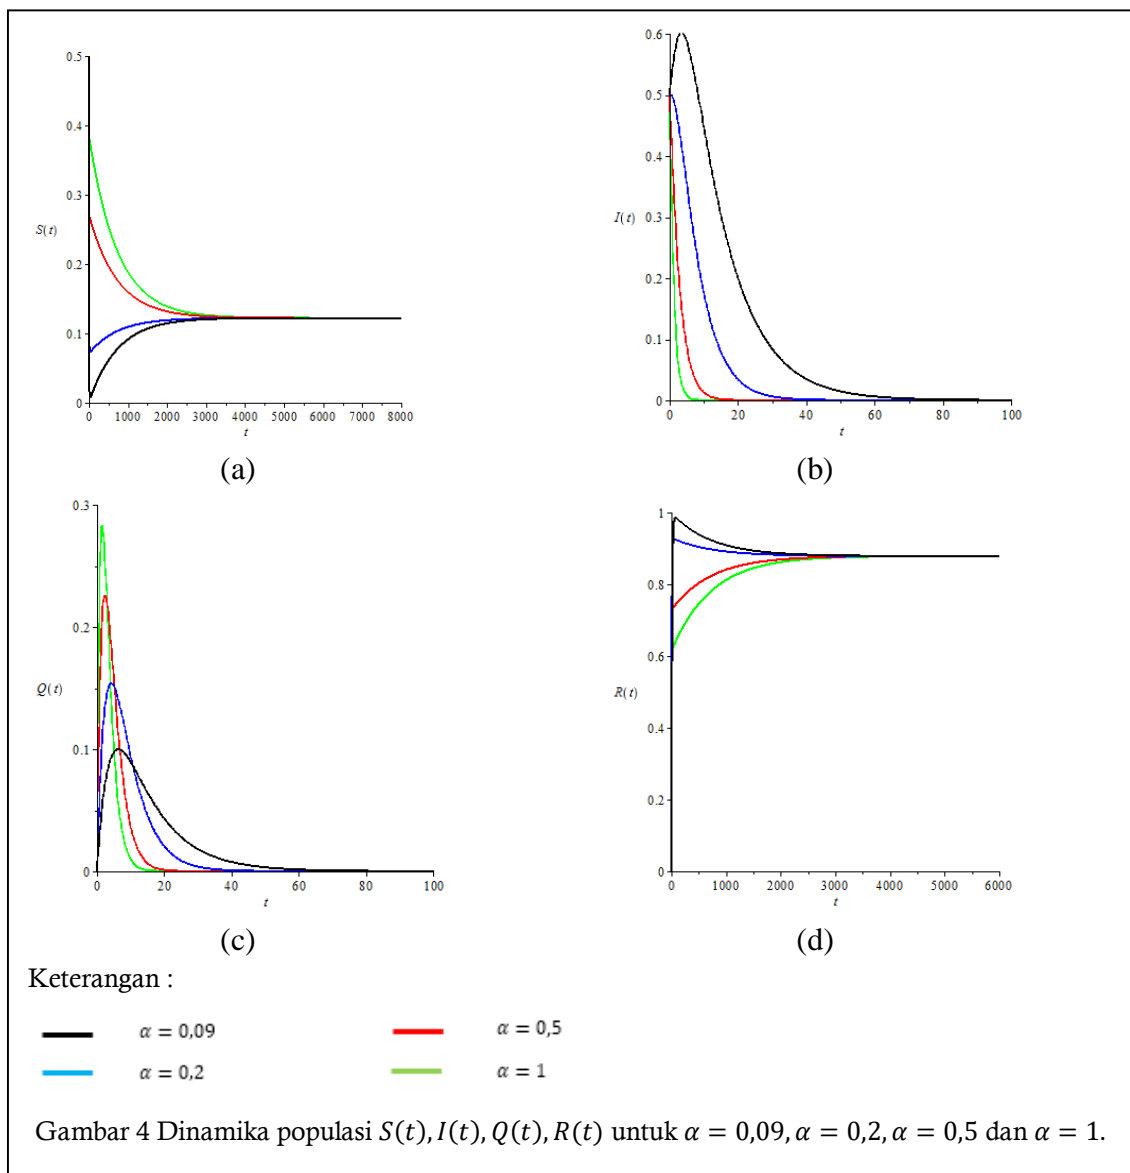 0.5
0.4
0.3
S(t)
0.2
0.1
0
0 1000 2000 3000 4000 5000 6000 7000 8000
t
(a)
0.6
0.5
0.4
I(t) 0.3
0.2
0.1
0
0 20 40 60 80 100
t
(b)
0.3
0.2
Q(t)
0.1
0
0 20 40 60 80 100
t
(c)
1
0.8
0.6
R(t)
0.4
0.2
0
0 1000 2000 3000 4000 5000 6000
t
(d)
Keterangan :
α = 0,09 α = 0,5
α = 0,2 α = 1
Gambar 4 Dinamika populasi S(t), I(t), Q(t), R(t) untuk α = 0,09, α = 0,2, α = 0,5 dan α = 1.